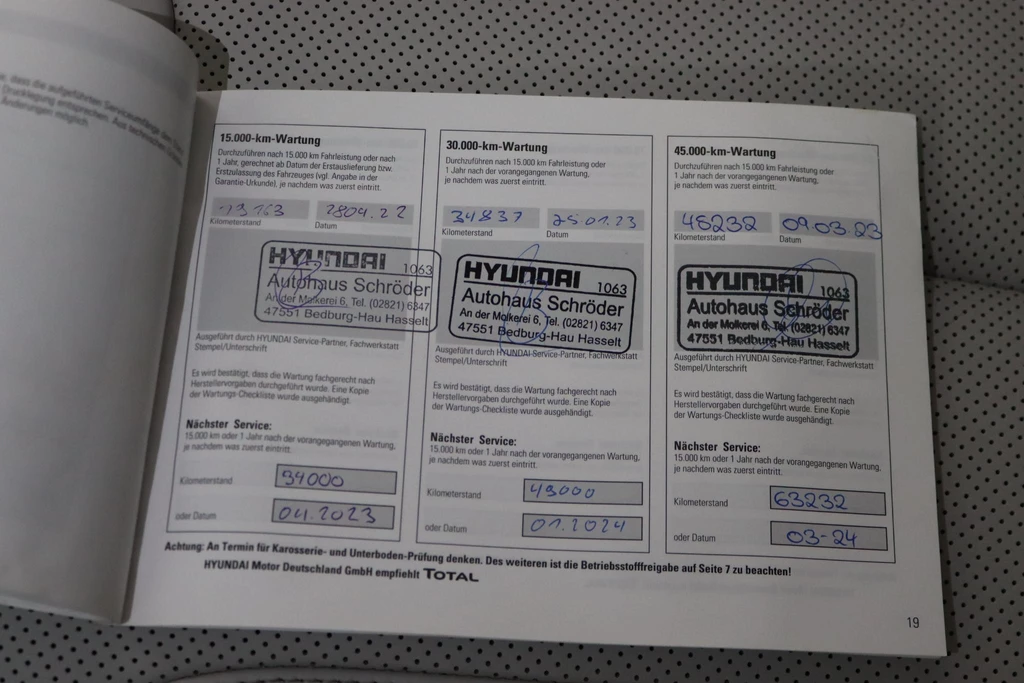 dass die aufgeführten Serviceumfänge
Drucklegung entsprechen. Aus technischen
Änderungen möglich.
15.000-km-Wartung
Durchzuführen nach 15.000 km Fahrleistung oder nach
1 Jahr, gerechnet ab Datum der Erstauslieferung bzw.
Erstzulassung des Fahrzeuges (vgl. Angabe in der
Garantie-Urkunde), je nachdem was zuerst eintritt.
2804.22
Kilometerstand Datum
HYUNDAI 1063
Autohaus Schröder
An der Molkerei 6, Tel. (02821) 6347
47551 Bedburg-Hau Hasselt
Ausgeführt durch HYUNDAI Service-Partner, Fachwerkstatt
Stempel/Unterschrift
Es wird bestätigt, dass die Wartung fachgerecht nach
Herstellervorgaben durchgeführt wurde. Eine Kopie
der Wartungs-Checkliste wurde ausgehändigt.
Nächster Service:
15.000 km oder 1 Jahr nach der vorangegangenen Wartung,
je nachdem was zuerst eintritt.
Kilometerstand 34000
oder Datum 04.2023
30.000-km-Wartung
Durchzuführen nach 15.000 km Fahrleistung oder
1 Jahr nach der vorangegangenen Wartung,
je nachdem was zuerst eintritt.
34837 25.01.23
Kilometerstand Datum
HYUNDAI 1063
Autohaus Schröder
An der Molkerei 6, Tel. (02821) 6347
47551 Bedburg-Hau Hasselt
Ausgeführt durch HYUNDAI-Service-Partner, Fachwerkstatt
Stempel/Unterschrift
Es wird bestätigt, dass die Wartung fachgerecht nach
Herstellervorgaben durchgeführt wurde. Eine Kopie
der Wartungs-Checkliste wurde ausgehändigt.
Nächster Service:
15.000 km oder 1 Jahr nach der vorangegangenen Wartung,
je nachdem was zuerst eintritt.
Kilometerstand 49000
oder Datum 01.2024
45.000-km-Wartung
Durchzuführen nach 15.000 km Fahrleistung oder
1 Jahr nach der vorangegangenen Wartung,
je nachdem was zuerst eintritt.
48232 09.03.23
Kilometerstand Datum
HYUNDAI 1063
Autohaus Schröder
An der Molkerei 6, Tel. (02821) 6347
47551 Bedburg-Hau Hasselt
Ausgeführt durch HYUNDAI Service-Partner, Fachwerkstatt
Stempel/Unterschrift
Es wird bestätigt, dass die Wartung fachgerecht nach
Herstellervorgaben durchgeführt wurde. Eine Kopie
der Wartungs-Checkliste wurde ausgehändigt.
Nächster Service:
15.000 km oder 1 Jahr nach der vorangegangenen Wartung,
je nachdem was zuerst eintritt.
Kilometerstand 63232
oder Datum 03-24
Achtung: An Termin für Karosserie- und Unterboden-Prüfung denken. Des weiteren ist die Betriebsstofffreigabe auf Seite 7 zu beachten!
HYUNDAI Motor Deutschland GmbH empfiehlt TOTAL
19